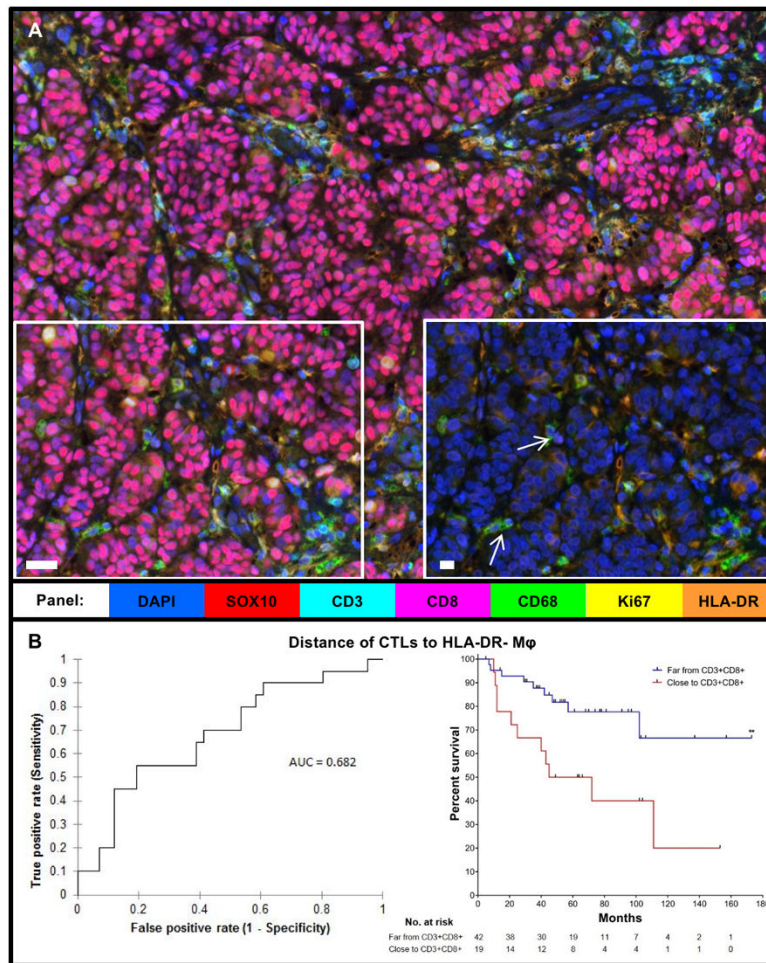 A
Panel: DAPI SOX10 CD3 CD8 CD68 Ki67 HLA-DR
B
Distance of CTLs to HLA-DR- Mφ
True positive rate (Sensitivity)
1
0.9
0.8
0.7
0.6
0.5
0.4
0.3
0.2
0.1
0 0.2 0.4 0.6 0.8 1
False positive rate (1 - Specificity)
AUC = 0.682
Percent survival
100
90
80
70
60
50
40
30
20
10
0
0 20 40 60 80 100 120 140 160 180
Months
Far from CD3+CD8+
Close to CD3+CD8+
**
No. at risk
Far from CD3+CD8+ 42 38 30 19 11 7 4 2 1
Close to CD3+CD8+ 19 14 12 8 4 4 1 1 0